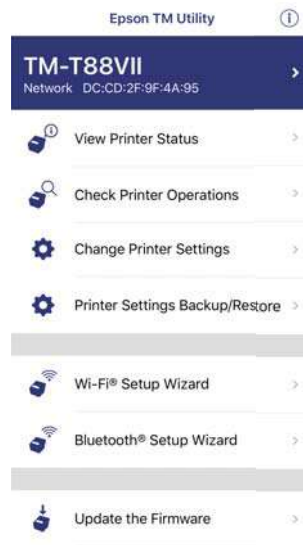 Epson TM Utility
TM-T88VII
Network DC:CD:2F:9F:4A:95
View Printer Status
Check Printer Operations
Change Printer Settings
Printer Settings Backup/Restore
Wi-Fi® Setup Wizard
Bluetooth® Setup Wizard
Update the Firmware